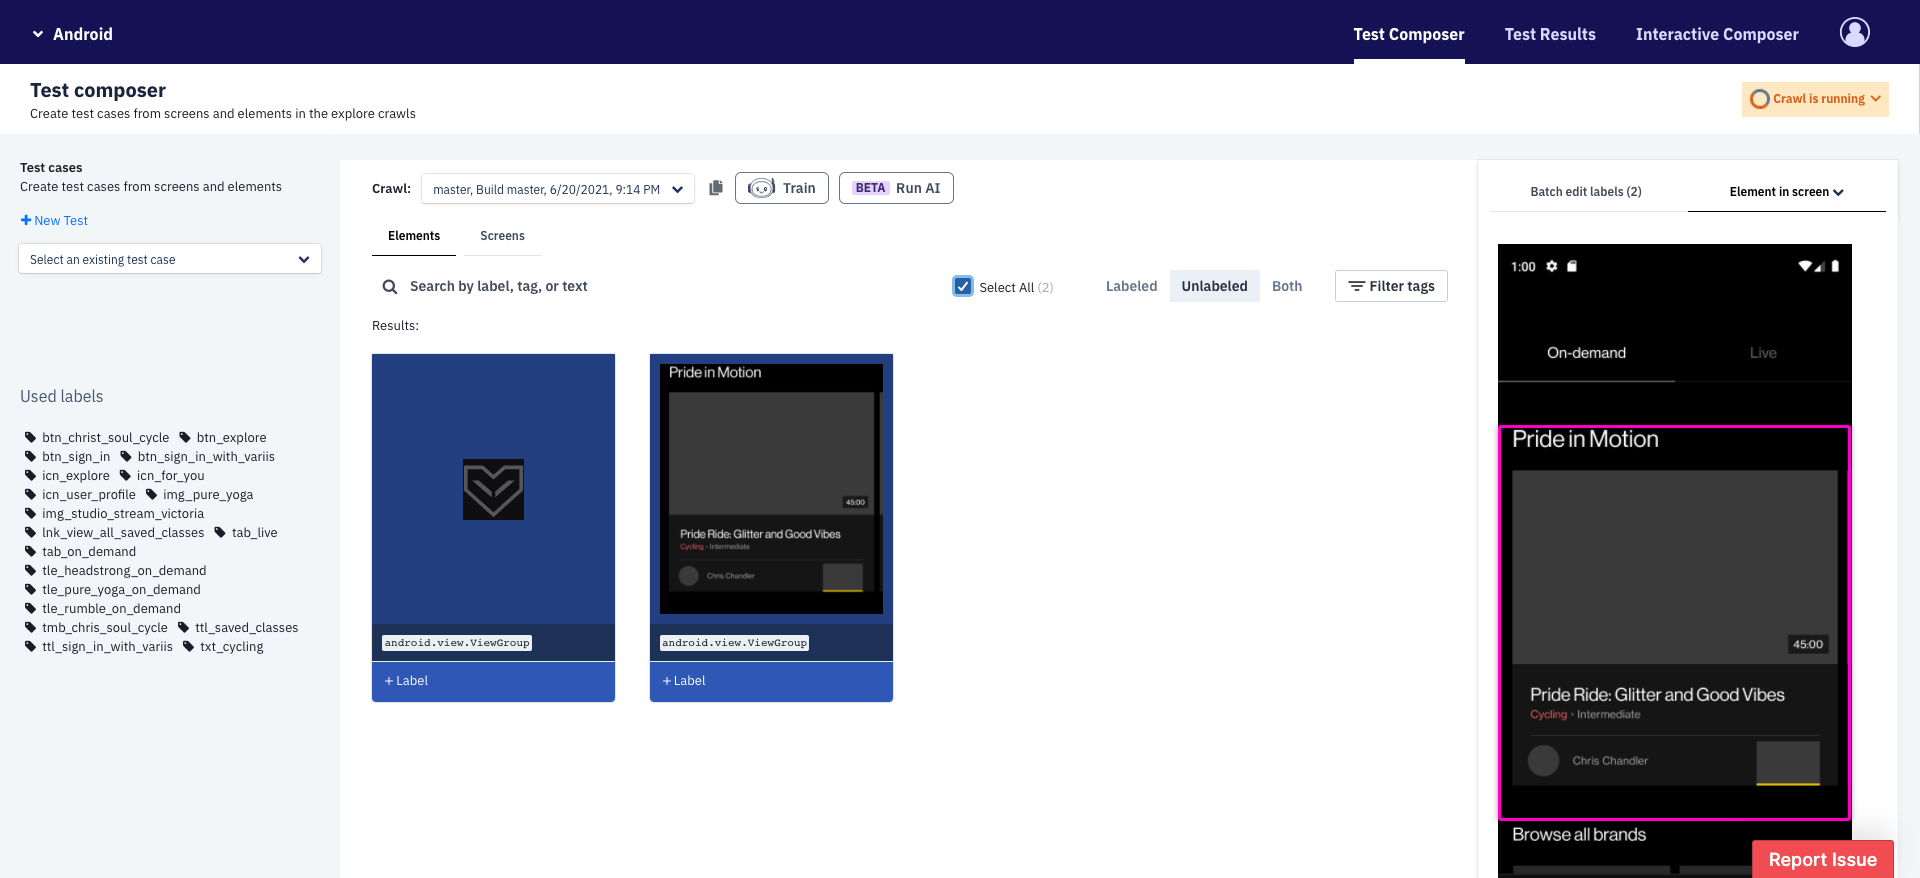 Android
Test Composer
Test Results
Interactive Composer
Test composer
Create test cases from screens and elements in the explore crawls
Crawl is running
Test cases
Create test cases from screens and elements
+ New Test
Select an existing test case
Used labels
btn_christ_soul_cycle btn_explore
btn_sign_in btn_sign_in_with_variis
icn_explore icn_for_you
icn_user_profile img_pure_yoga
img_studio_stream_victoria
lnk_view_all_saved_classes tab_live
tab_on_demand
tle_headstrong_on_demand
tle_pure_yoga_on_demand
tle_rumble_on_demand
tmb_chris_soul_cycle ttl_saved_classes
ttl_sign_in_with_variis txt_cycling
Crawl: master, Build master, 6/20/2021, 9:14 PM
Train
BETA Run AI
Elements
Screens
Search by label, tag, or text
Select All (2)
Labeled
Unlabeled
Both
Filter tags
Results:
android.view.ViewGroup
+ Label
Pride in Motion
45:00
Pride Ride: Glitter and Good Vibes
Cycling • Intermediate
Chris Chandler
android.view.ViewGroup
+ Label
Batch edit labels (2)
Element in screen
1:00
On-demand
Live
Pride in Motion
45:00
Pride Ride: Glitter and Good Vibes
Cycling • Intermediate
Chris Chandler
Browse all brands
Report Issue